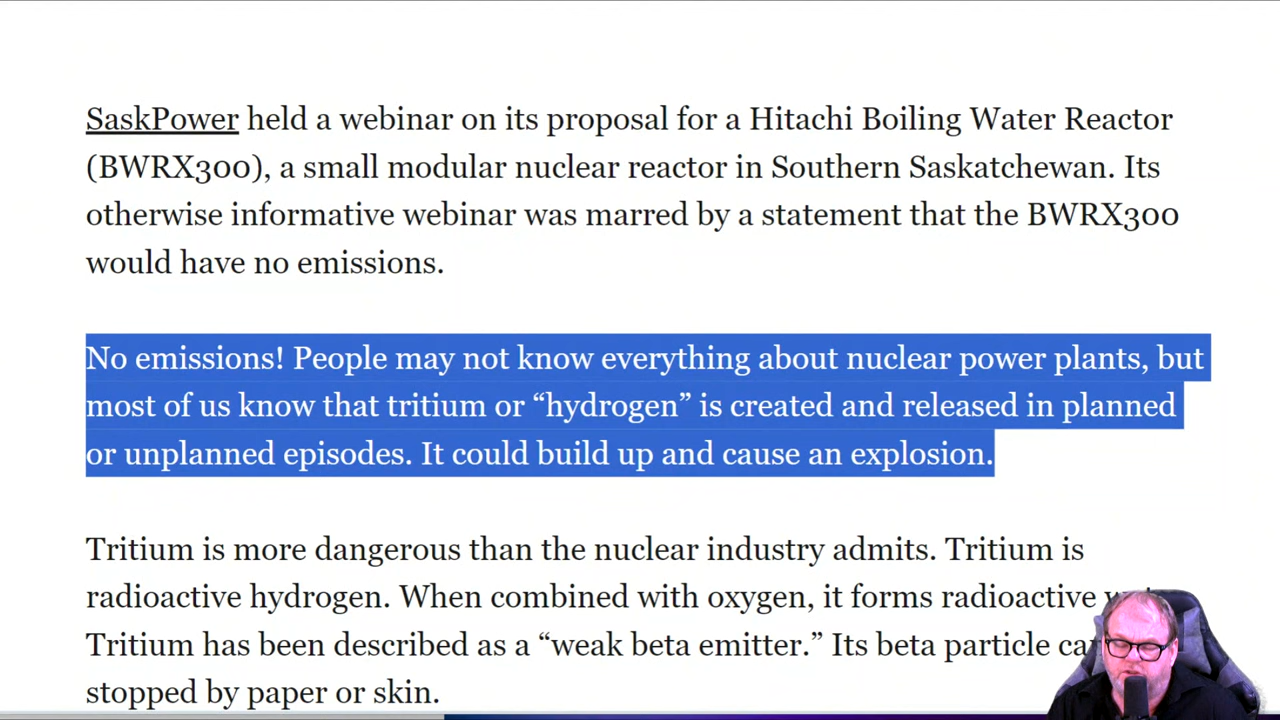 SaskPower held a webinar on its proposal for a Hitachi Boiling Water Reactor
(BWRX300), a small modular nuclear reactor in Southern Saskatchewan. Its
otherwise informative webinar was marred by a statement that the BWRX300
would have no emissions.
No emissions! People may not know everything about nuclear power plants, but
most of us know that tritium or “hydrogen” is created and released in planned
or unplanned episodes. It could build up and cause an explosion.
Tritium is more dangerous than the nuclear industry admits. Tritium is
radioactive hydrogen. When combined with oxygen, it forms radioactive
Tritium has been described as a “weak beta emitter.” Its beta particle
stopped by paper or skin.